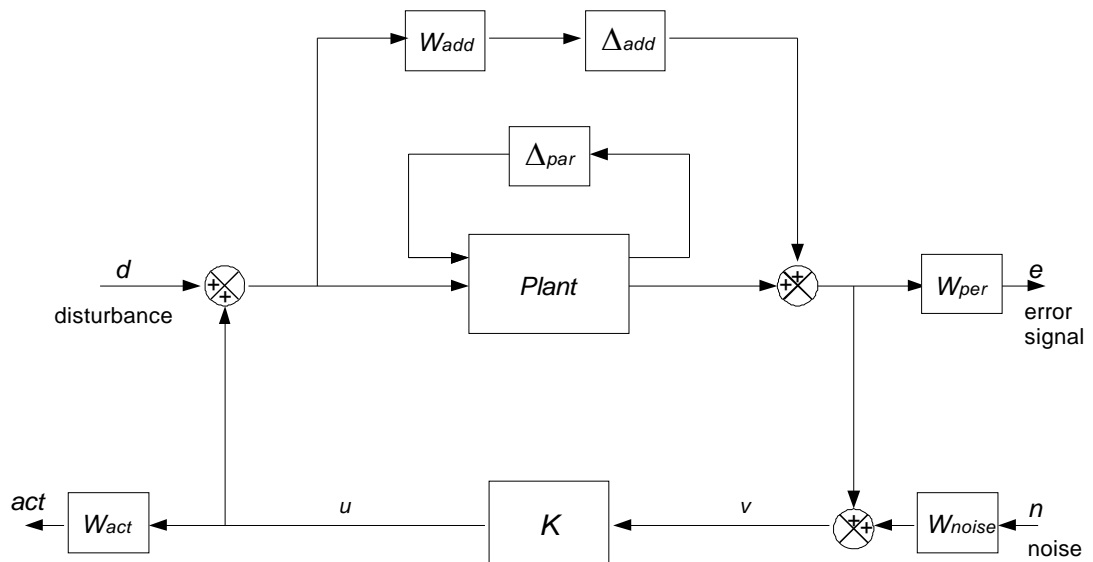 Wadd
Δadd
Δpar
d
disturbance
+
+
Plant
+
+
Wper
e
error
signal
act
Wact
u
K
v
+
+
Wnoise
n
noise